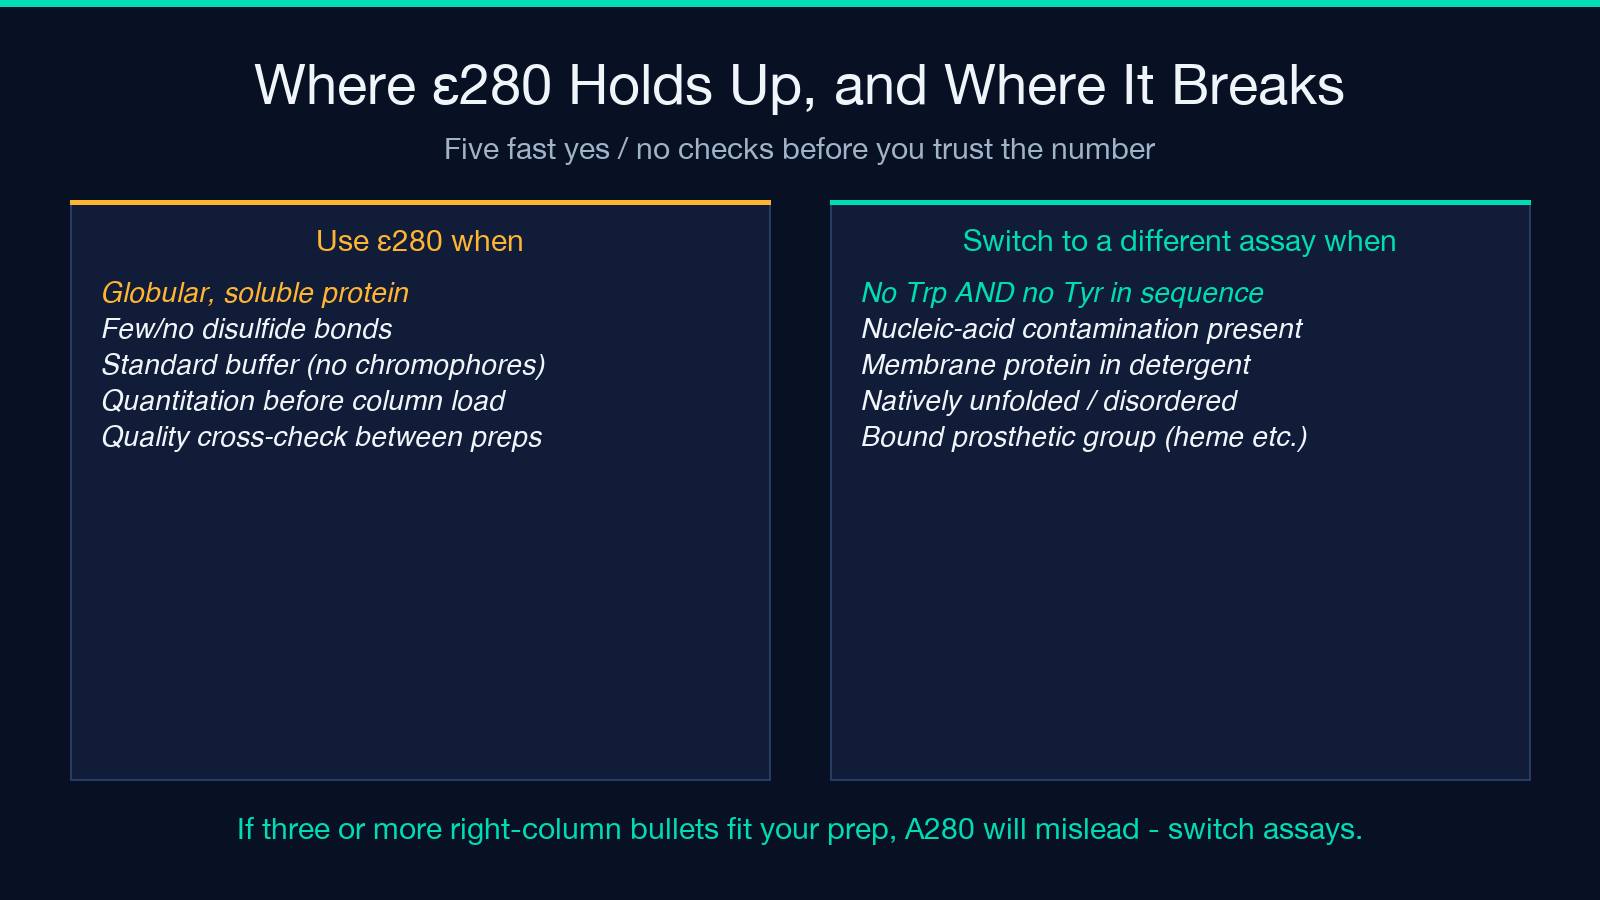 Where ε280 Holds Up, and Where It Breaks
Five fast yes / no checks before you trust the number
Use ε280 when
Globular, soluble protein
Few/no disulfide bonds
Standard buffer (no chromophores)
Quantitation before column load
Quality cross-check between preps
Switch to a different assay when
No Trp AND no Tyr in sequence
Nucleic-acid contamination present
Membrane protein in detergent
Natively unfolded / disordered
Bound prosthetic group (heme etc.)
If three or more right-column bullets fit your prep, A280 will mislead - switch assays.